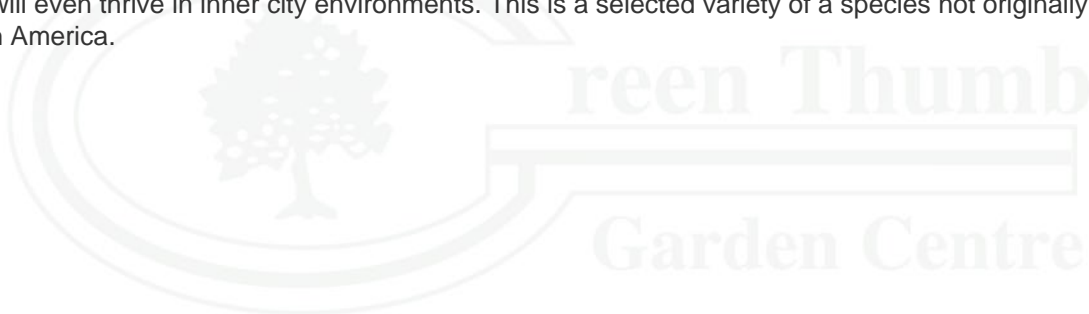 will even thrive in inner city environments. This is a selected variety of a species not originally
n America.
reen Thumb
Garden Centre